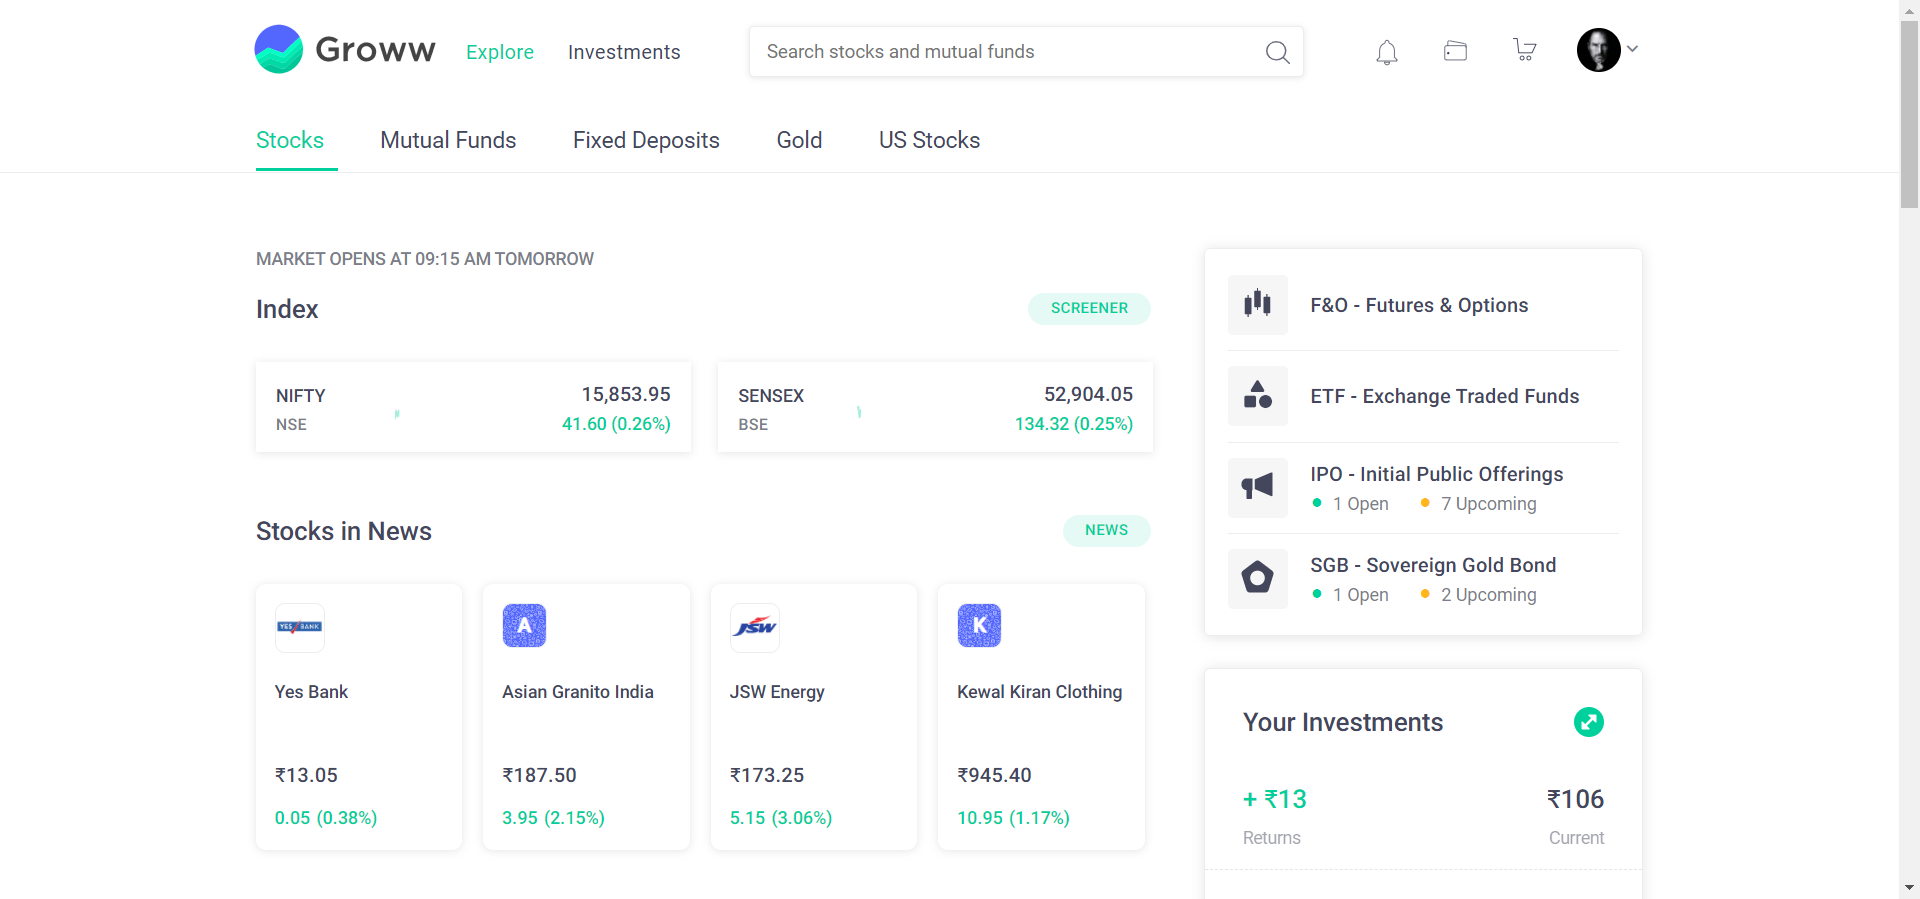 Groww
Explore
Investments
Search stocks and mutual funds
Stocks
Mutual Funds
Fixed Deposits
Gold
US Stocks
MARKET OPENS AT 09:15 AM TOMORROW
Index
SCREENER
NIFTY
15,853.95
NSE
41.60 (0.26%)
SENSEX
52,904.05
BSE
134.32 (0.25%)
Stocks in News
NEWS
YES BANK
Yes Bank
₹13.05
0.05 (0.38%)
A
Asian Granito India
₹187.50
3.95 (2.15%)
JSW
JSW Energy
₹173.25
5.15 (3.06%)
K
Kewal Kiran Clothing
₹945.40
10.95 (1.17%)
F&O - Futures & Options
ETF - Exchange Traded Funds
IPO - Initial Public Offerings
1 Open
7 Upcoming
SGB - Sovereign Gold Bond
1 Open
2 Upcoming
Your Investments
+ ₹13
₹106
Returns
Current